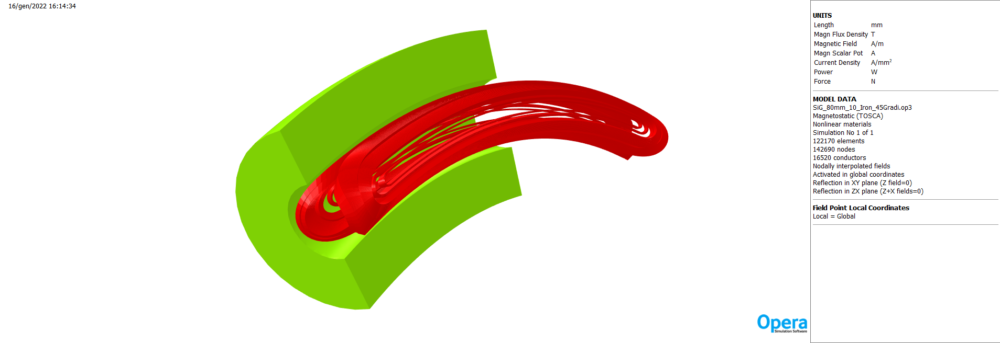 16/gen/2022 16:14:34
UNITS
Length mm
Magn Flux Density T
Magnetic Field A/m
Magn Scalar Pot A
Current Density A/mm²
Power W
Force N
MODEL DATA
SiG_80mm_10_Iron_45Gradi.op3
Magnetostatic (TOSCA)
Nonlinear materials
Simulation No 1 of 1
122170 elements
142690 nodes
16520 conductors
Nodally interpolated fields
Activated in global coordinates
Reflection in XY plane (Z field=0)
Reflection in ZX plane (Z+X fields=0)
Field Point Local Coordinates
Local = Global
Opera
Simulation Software